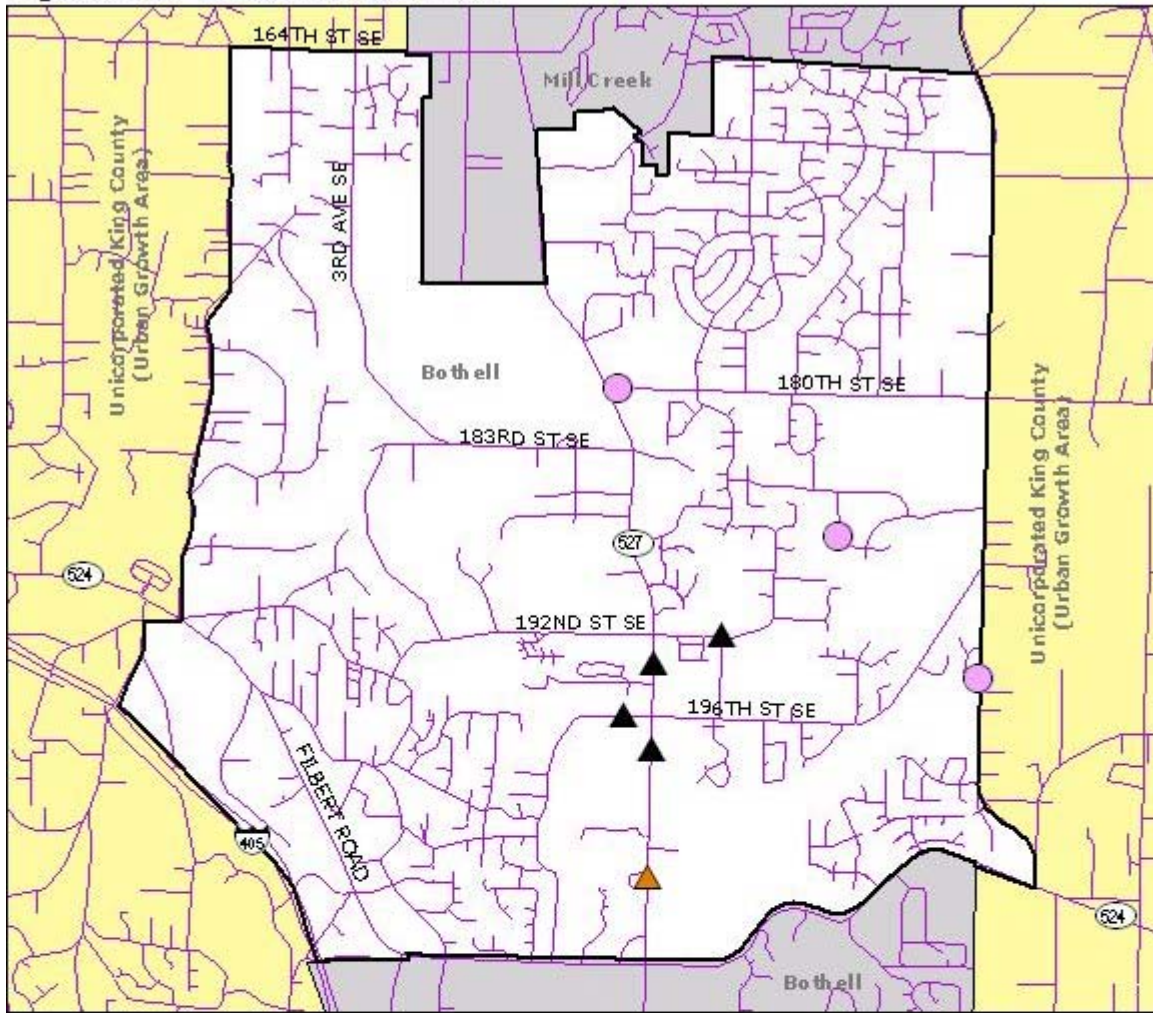 164TH ST SE
Mill Creek
Unicorporated King County
(Urban Growth Area)
3RD AVE SE
Bothell
180TH ST SE
183RD ST SE
527
524
192ND ST SE
196TH ST SE
Unicorporated King County
(Urban Growth Area)
FILBERT ROAD
405
524
Bothell